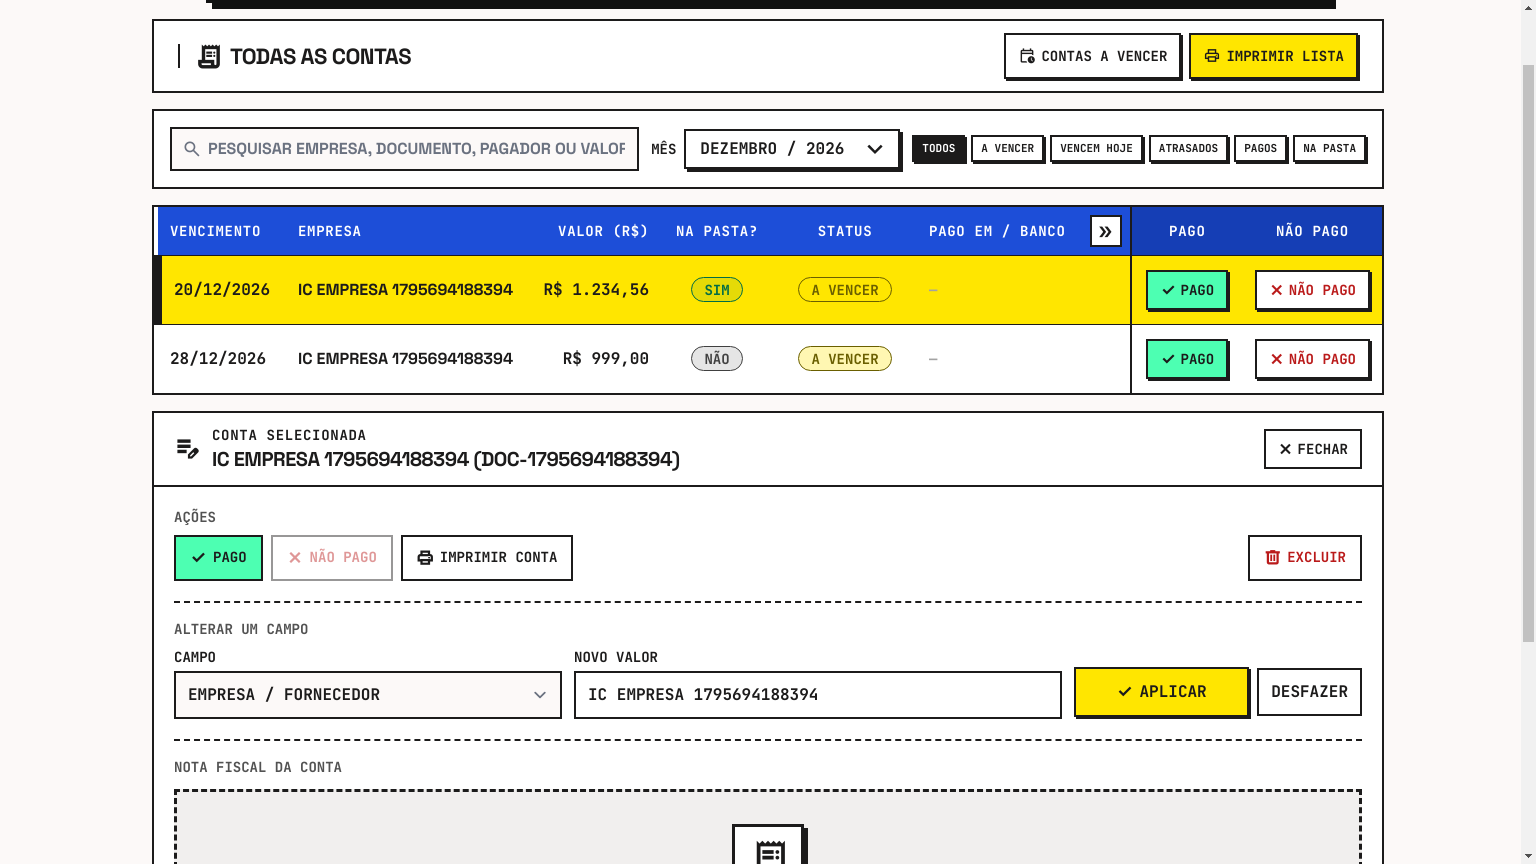 TODAS AS CONTAS
CONTAS A VENCER
IMPRIMIR LISTA
PESQUISAR EMPRESA, DOCUMENTO, PAGADOR OU VALOR
MÊS
DEZEMBRO / 2026
TODOS
A VENCER
VENCEM HOJE
ATRASADOS
PAGOS
NA PASTA
VENCIMENTO EMPRESA VALOR (R$) NA PASTA? STATUS PAGO EM / BANCO » PAGO NÃO PAGO
20/12/2026 IC EMPRESA 1795694188394 R$ 1.234,56 SIM A VENCER – PAGO NÃO PAGO
28/12/2026 IC EMPRESA 1795694188394 R$ 999,00 NÃO A VENCER – PAGO NÃO PAGO
CONTA SELECIONADA
IC EMPRESA 1795694188394 (DOC-1795694188394)
FECHAR
AÇÕES
PAGO
NÃO PAGO
IMPRIMIR CONTA
EXCLUIR
ALTERAR UM CAMPO
CAMPO
EMPRESA / FORNECEDOR
NOVO VALOR
IC EMPRESA 1795694188394
APLICAR
DESFAZER
NOTA FISCAL DA CONTA